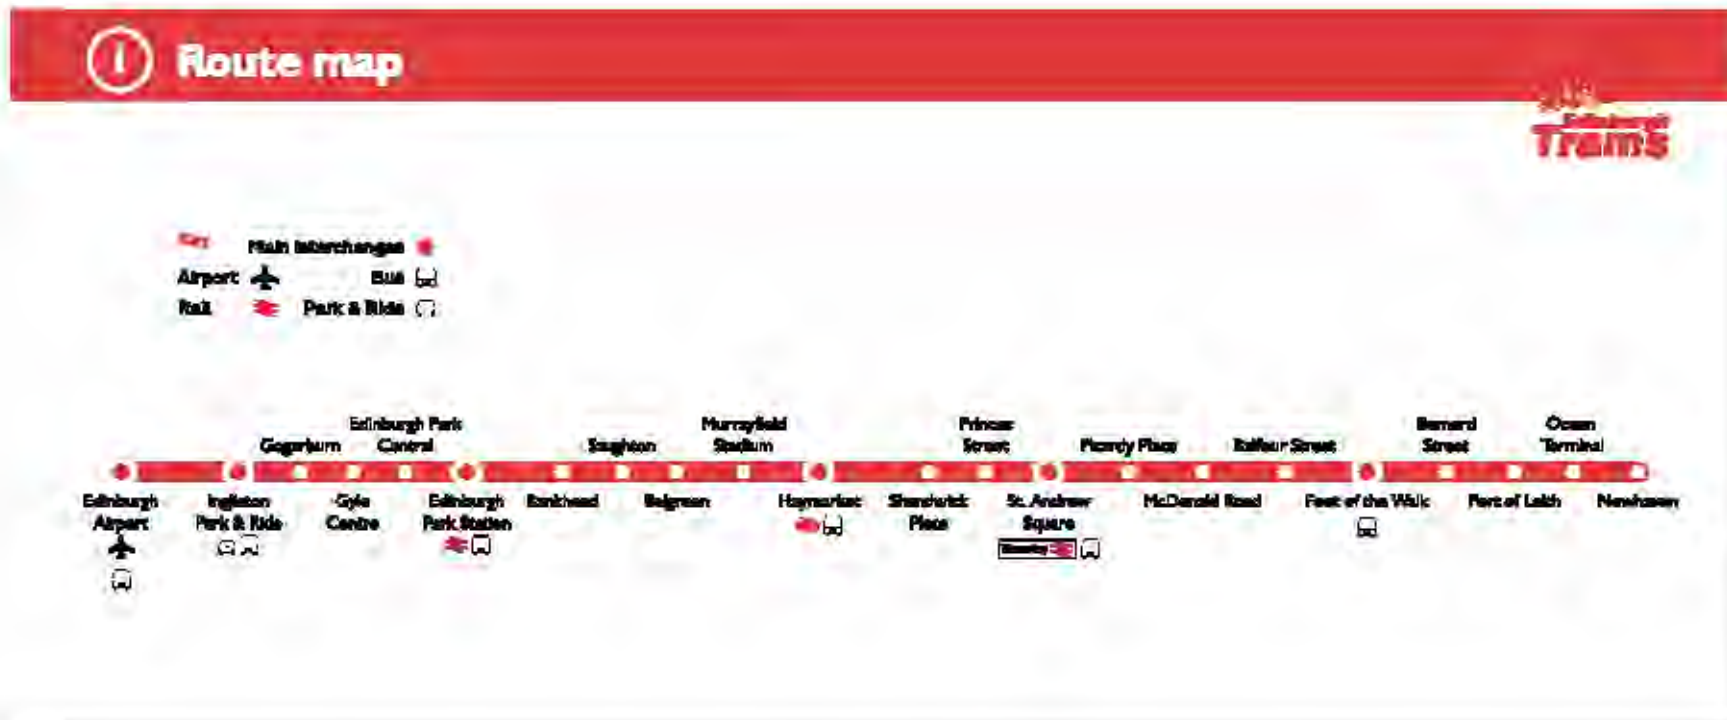 i Route map
Edinburgh
Trams
Key Main Interchanges
Airport Bus
Rail Park & Ride
Edinburgh Park
Central
Murrayfield
Stadium
Princes
Street
Bernard
Street
Ocean
Terminal
Gogarburn
Saughton
Picardy Place
Balfour Street
Edinburgh
Airport
Ingliston
Park & Ride
Gyle
Centre
Edinburgh
Park Station
Bankhead
Balgreen
Haymarket
Shandwick
Place
St. Andrew
Square
McDonald Road
Foot of the Walk
Port of Leith
Newhaven